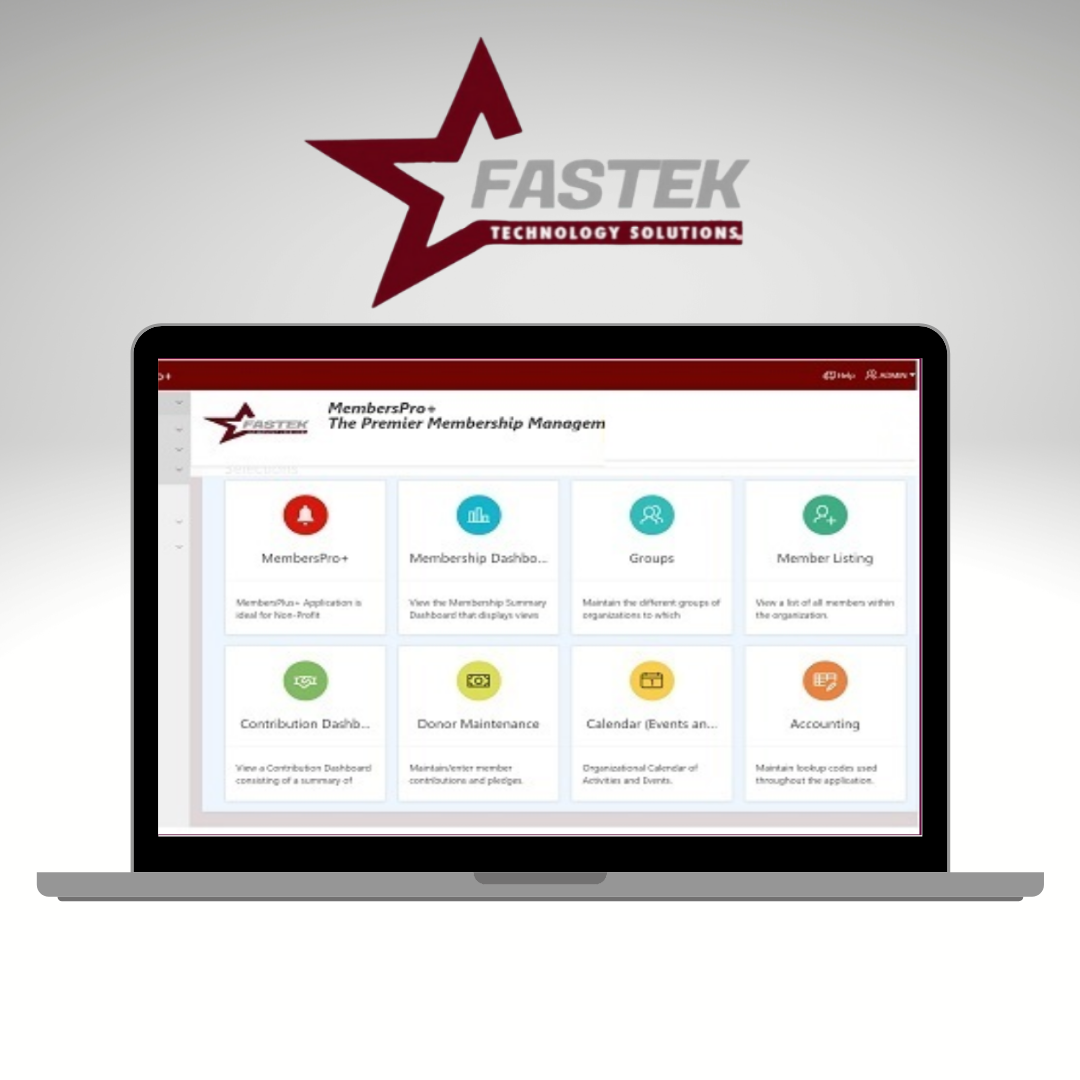 FASTEK
TECHNOLOGY SOLUTIONS
Help ADMIN
FASTEK
MembersPro+
The Premier Membership Managem
Selections
MembersPro+
Membership Dashbo...
Groups
Member Listing
MembersPlus+ Application is
ideal for Non-Profit
View the Membership Summary
Dashboard that displays views
Maintain the different groups of
organizations to which
View a list of all members within
the organization.
Contribution Dashb...
Donor Maintenance
Calendar (Events an...
Accounting
View a Contribution Dashboard
consisting of a summary of
Maintain/enter member
contributions and pledges.
Organizational Calendar of
Activities and Events.
Maintain lookup codes used
throughout the application.